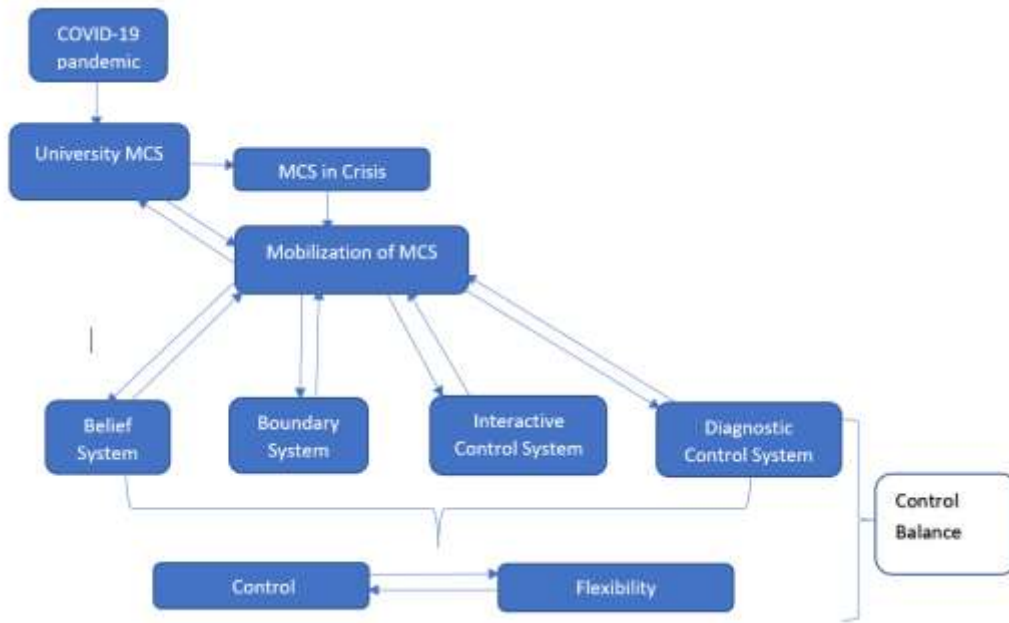 COVID-19
pandemic
University MCS
MCS in Crisis
Mobilization of MCS
Belief
System
Boundary
System
Interactive
Control System
Diagnostic
Control System
Control
Balance
Control
Flexibility